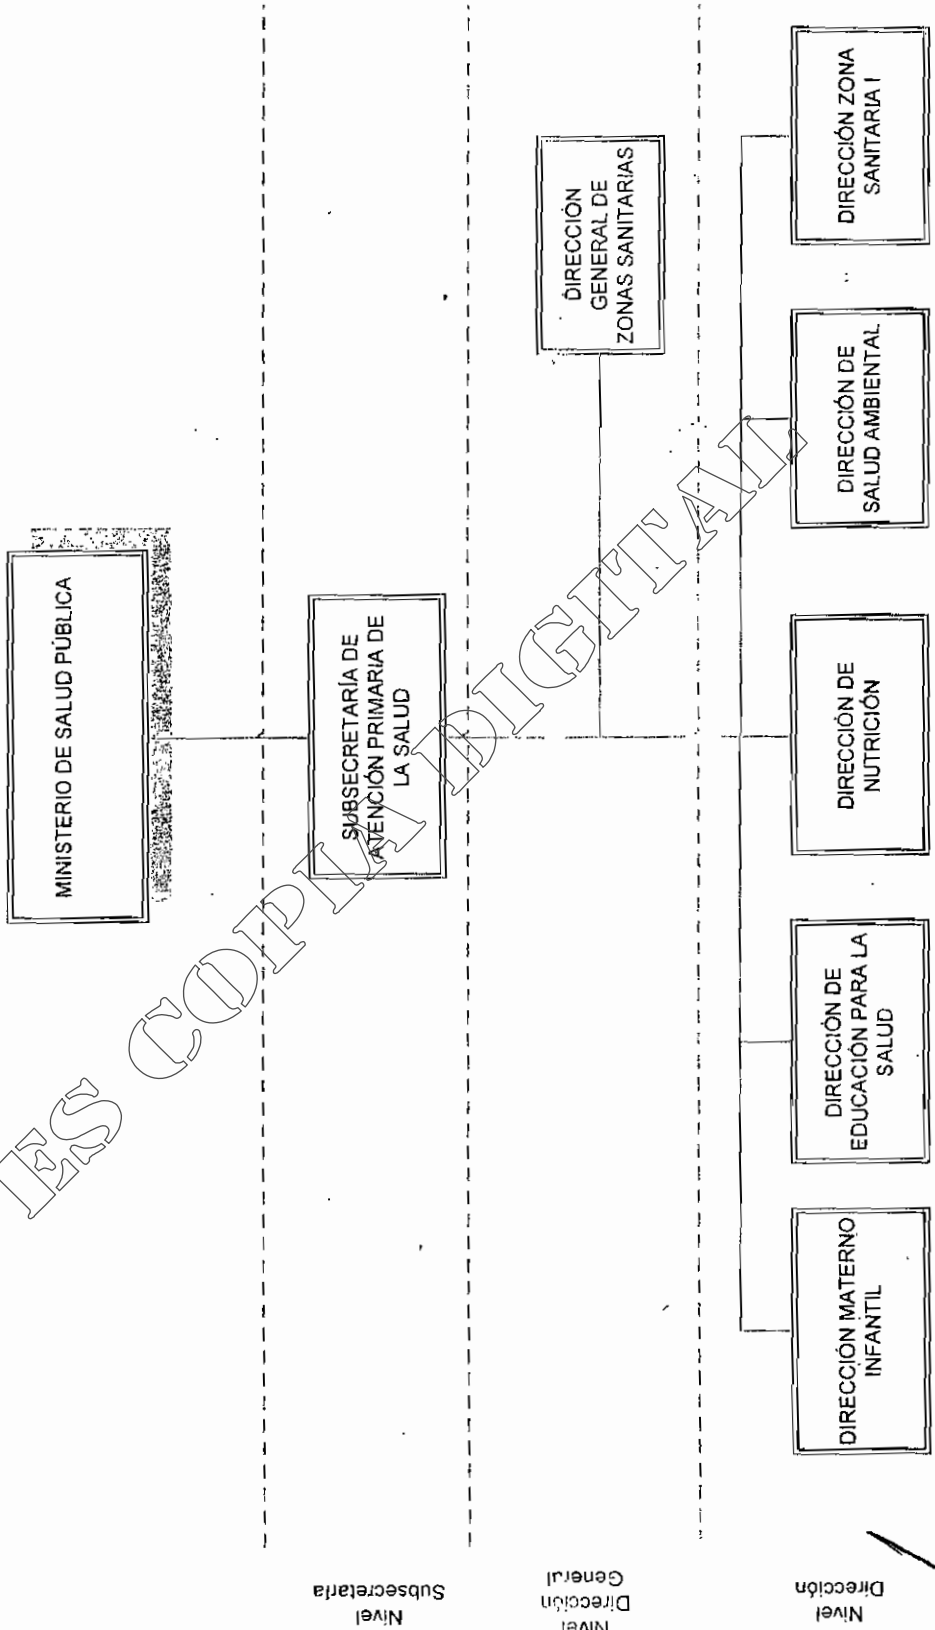 MINISTERIO DE SALUD PÚBLICA
Nivel
Subsecretaría
SUBSECRETARÍA DE
ATENCIÓN PRIMARIA DE
LA SALUD
Nivel
Dirección
General
DIRECCIÓN
GENERAL DE
ZONAS SANITARIAS
Nivel
Dirección
DIRECCIÓN MATERNO
INFANTIL
DIRECCIÓN DE
EDUCACIÓN PARA LA
SALUD
DIRECCIÓN DE
NUTRICIÓN
DIRECCIÓN DE
SALUD AMBIENTAL
DIRECCIÓN ZONA
SANITARIA I
ES COPIA DIGITAL